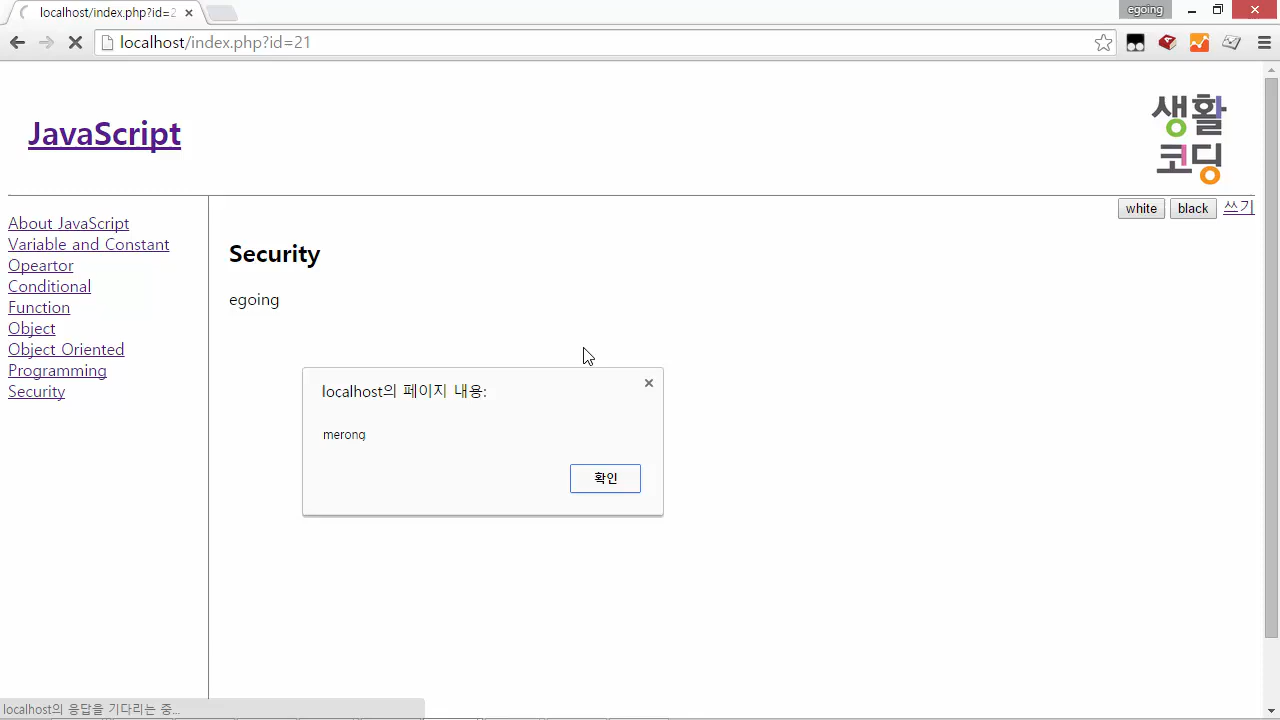 localhost/index.php?id=2
egoing
localhost/index.php?id=21
JavaScript
생활
코딩
white black 쓰기
About JavaScript
Variable and Constant
Opeartor
Conditional
Function
Object
Object Oriented
Programming
Security
Security
egoing
localhost의 페이지 내용:
merong
확인
localhost의 응답을 기다리는 중...